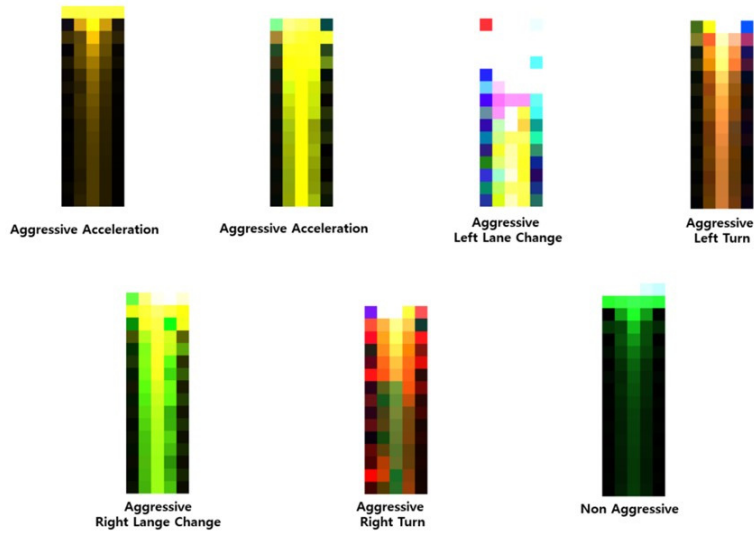 Aggressive Acceleration
Aggressive Acceleration
Aggressive
Left Lane Change
Aggressive
Left Turn
Aggressive
Right Lange Change
Aggressive
Right Turn
Non Aggressive